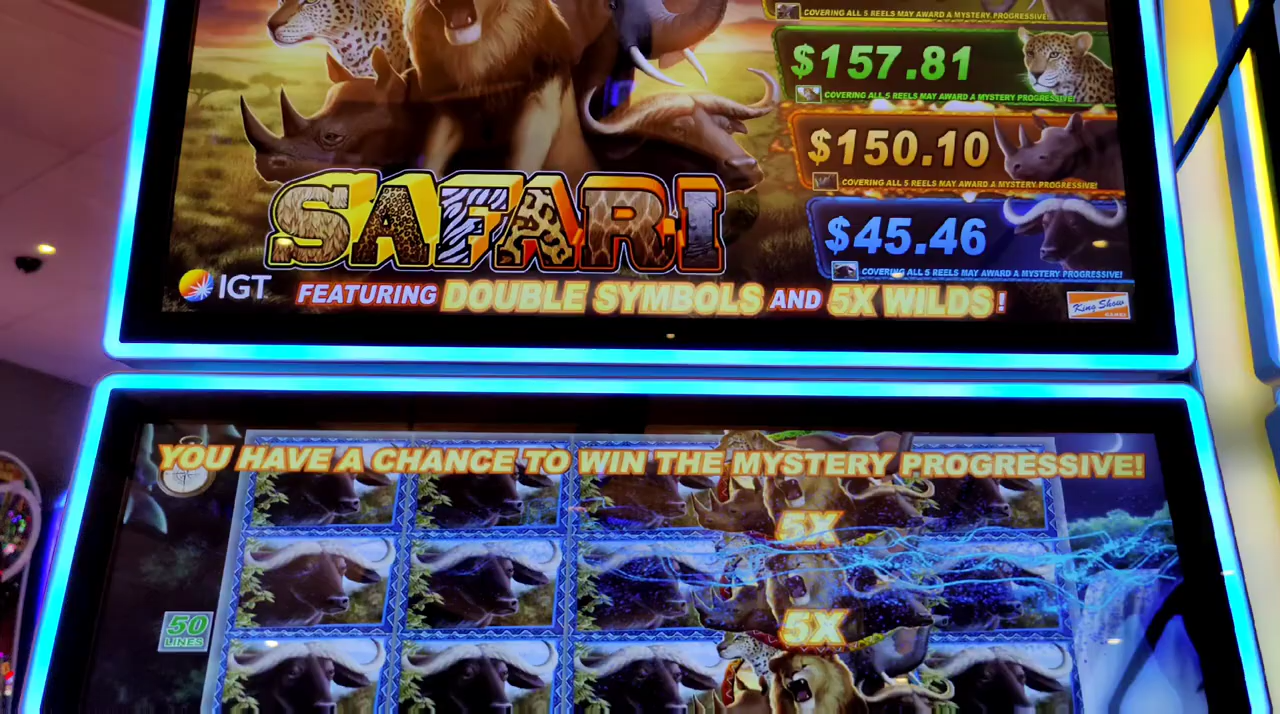 COVERING ALL 5 REELS MAY AWARD A MYSTERY PROGRESSIVE!
$157.81
COVERING ALL 5 REELS MAY AWARD A MYSTERY PROGRESSIVE!
$150.10
COVERING ALL 5 REELS MAY AWARD A MYSTERY PROGRESSIVE!
SAFARI
$45.46
COVERING ALL 5 REELS MAY AWARD A MYSTERY PROGRESSIVE!
IGT
FEATURING DOUBLE SYMBOLS AND 5X WILDS!
King Show
GAMES
YOU HAVE A CHANCE TO WIN THE MYSTERY PROGRESSIVE!
5X
50
LINES
5X